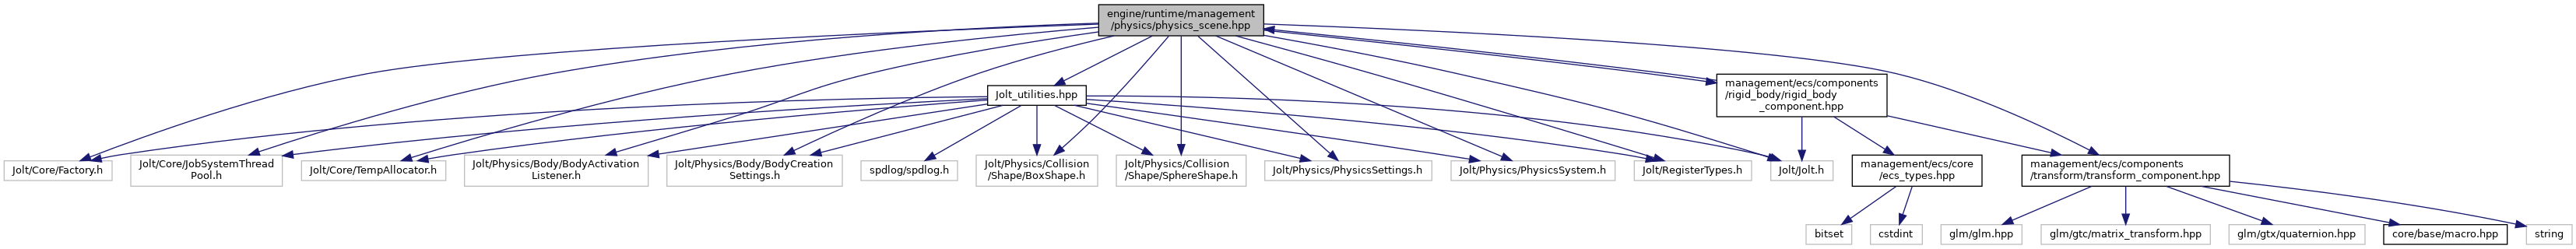 engine/runtime/management
/physics/physics_scene.hpp
management/ecs/components
/rigid_body/rigid_body
_component.hpp
Jolt_utilities.hpp
Jolt/Core/Factory.h
Jolt/Core/JobSystemThread
Pool.h
Jolt/Core/TempAllocator.h
Jolt/Physics/Body/BodyActivation
Listener.h
Jolt/Physics/Body/BodyCreation
Settings.h
spdlog/spdlog.h
Jolt/Physics/Collision
/Shape/BoxShape.h
Jolt/Physics/Collision
/Shape/SphereShape.h
Jolt/Physics/PhysicsSettings.h
Jolt/Physics/PhysicsSystem.h
Jolt/RegisterTypes.h
Jolt/Jolt.h
management/ecs/core
/ecs_types.hpp
management/ecs/components
/transform/transform_component.hpp
bitset
cstdint
glm/glm.hpp
glm/gtc/matrix_transform.hpp
glm/gtx/quaternion.hpp
core/base/macro.hpp
string